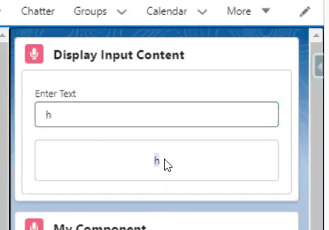 Chatter Groups Calendar More
Display Input Content
Enter Text
h
h
My Component